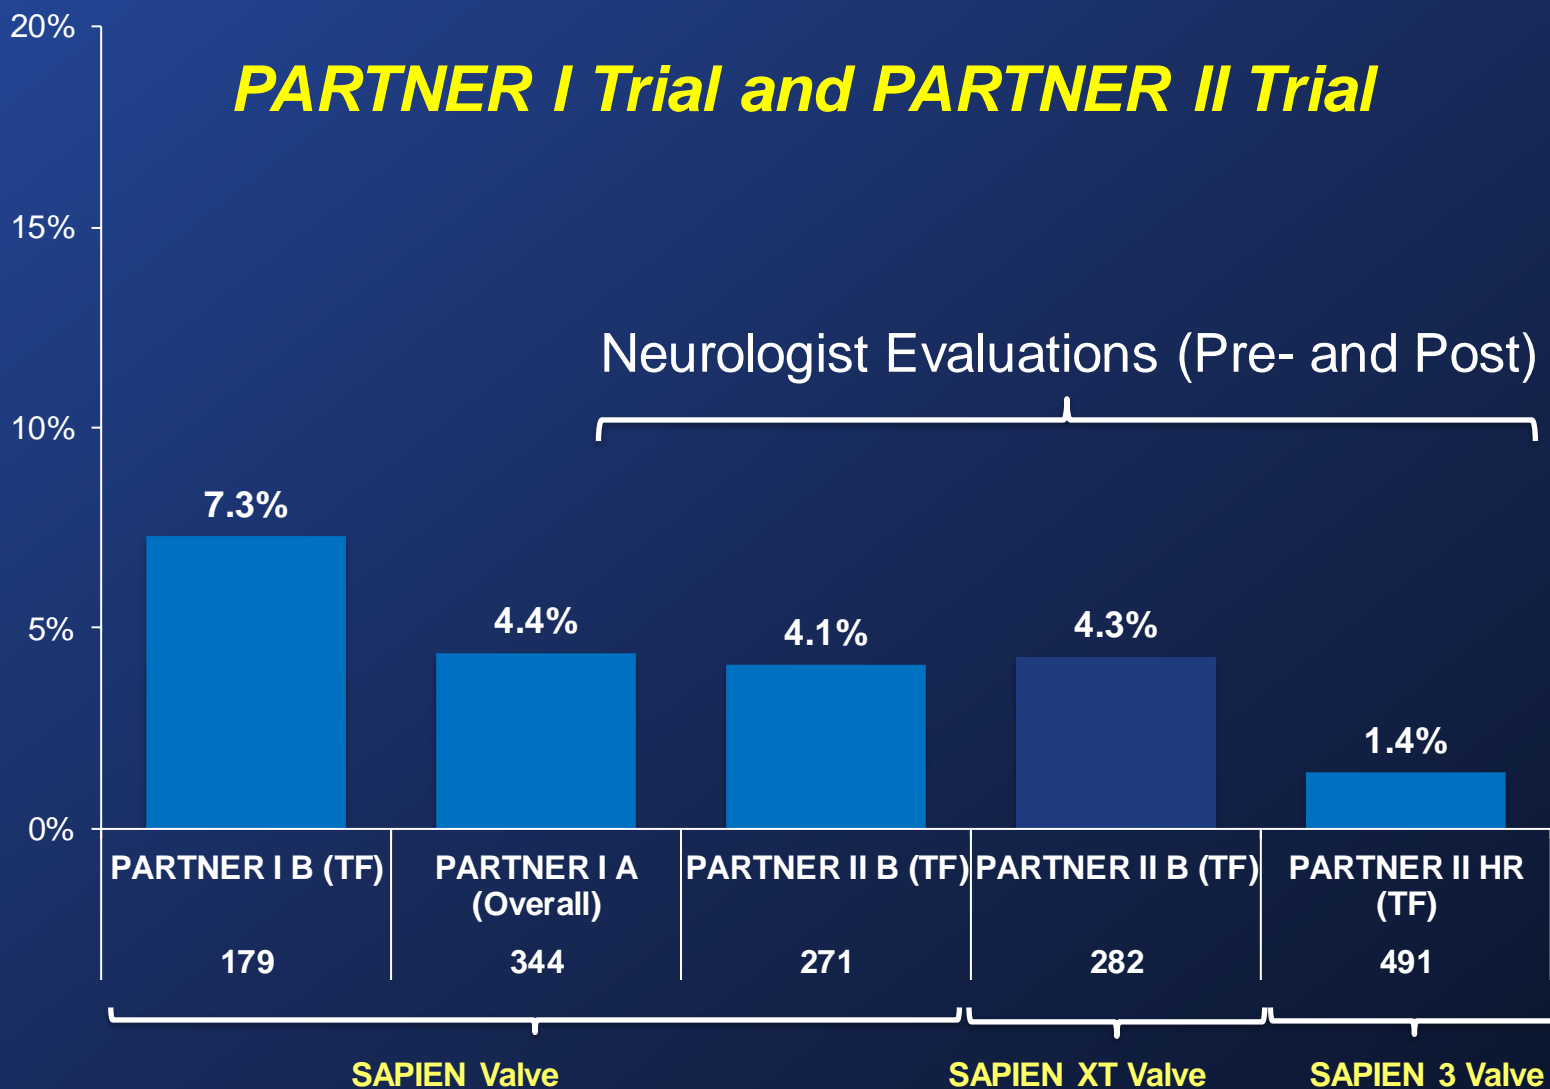 20%
PARTNER I Trial and PARTNER II Trial
15%
Neurologist Evaluations (Pre- and Post)
10%
7.3%
5%
4.4%
4.1%
4.3%
1.4%
0%
PARTNER I B (TF)
PARTNER I A
(Overall)
PARTNER II B (TF)
PARTNER II B (TF)
PARTNER II HR
(TF)
179
344
271
282
491
SAPIEN Valve
SAPIEN XT Valve
SAPIEN 3 Valve